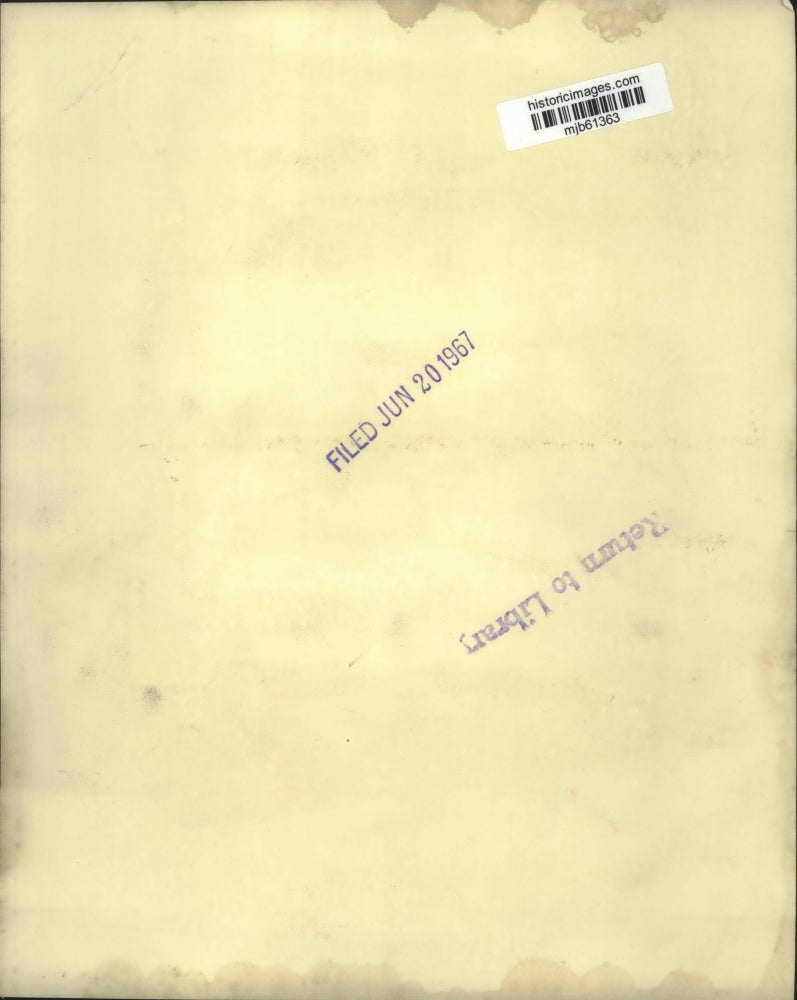 historicimages.com
mjb61363
FILED JUN 20 1967
Return to Library